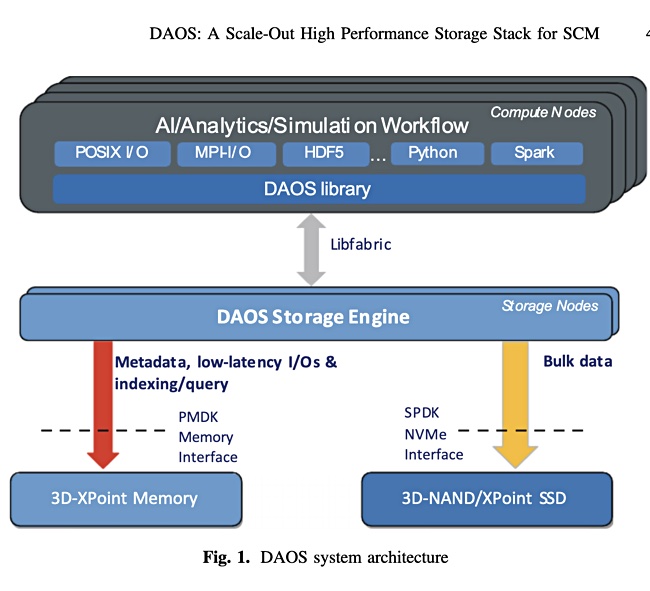 DAOS: A Scale-Out High Performance Storage Stack for SCM
Compute Nodes
AI/Analytics/Simulation Workflow
POSIX I/O MPI-I/O HDF5 ... Python Spark
DAOS library
Libfabric
Storage Nodes
DAOS Storage Engine
Metadata, low-latency I/Os &
indexing/query
Bulk data
PMDK
Memory
Interface
SPDK
NVMe
Interface
3D-XPoint Memory
3D-NAND/XPoint SSD
Fig. 1. DAOS system architecture